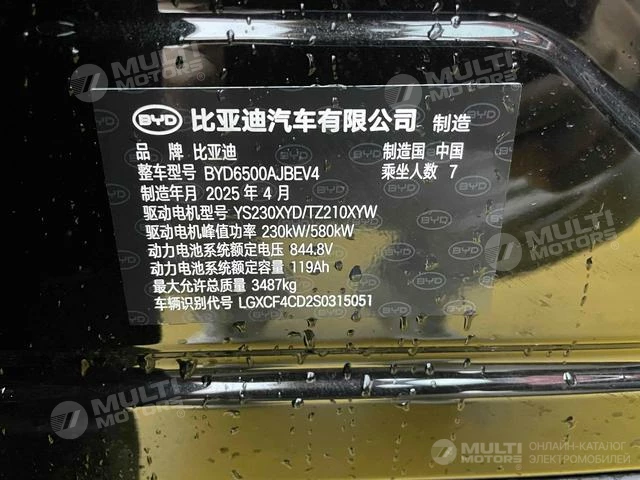 BYD 比亚迪汽车有限公司 制造
品 牌 比亚迪 制造国 中国
整车型号 BYD6500AJBEV4 乘坐人数 7
制造年月 2025 年 4 月
驱动电机型号 YS230XYD/TZ210XYW
驱动电机峰值功率 230kW/580kW
动力电池系统额定电压 844.8V
动力电池系统额定容量 119Ah
最大允许总质量 3487kg
车辆识别代号 LGXCF4CD2S0315051
MULTI MOTORS
MULTI MOTORS
MULTI MOTORS
MULTI MOTORS
MULTI MOTORS ОНЛАЙН-КАТАЛОГ ЭЛЕКТРОМОБИЛЕЙ